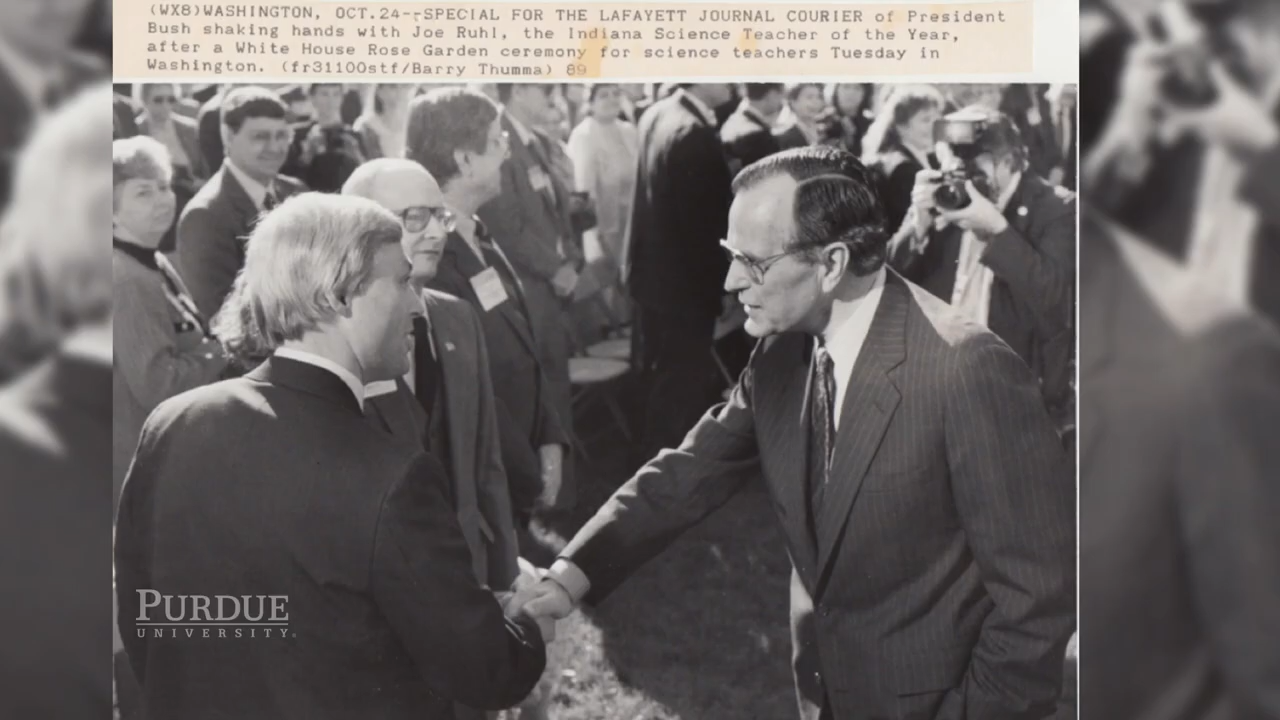 (WX8)WASHINGTON, OCT.24--SPECIAL FOR THE LAFAYETT JOURNAL COURIER of President
Bush shaking hands with Joe Ruhl, the Indiana Science Teacher of the Year,
after a White House Rose Garden ceremony for science teachers Tuesday in
Washington. (fr31100stf/Barry Thumma) 89
PURDUE
UNIVERSITY